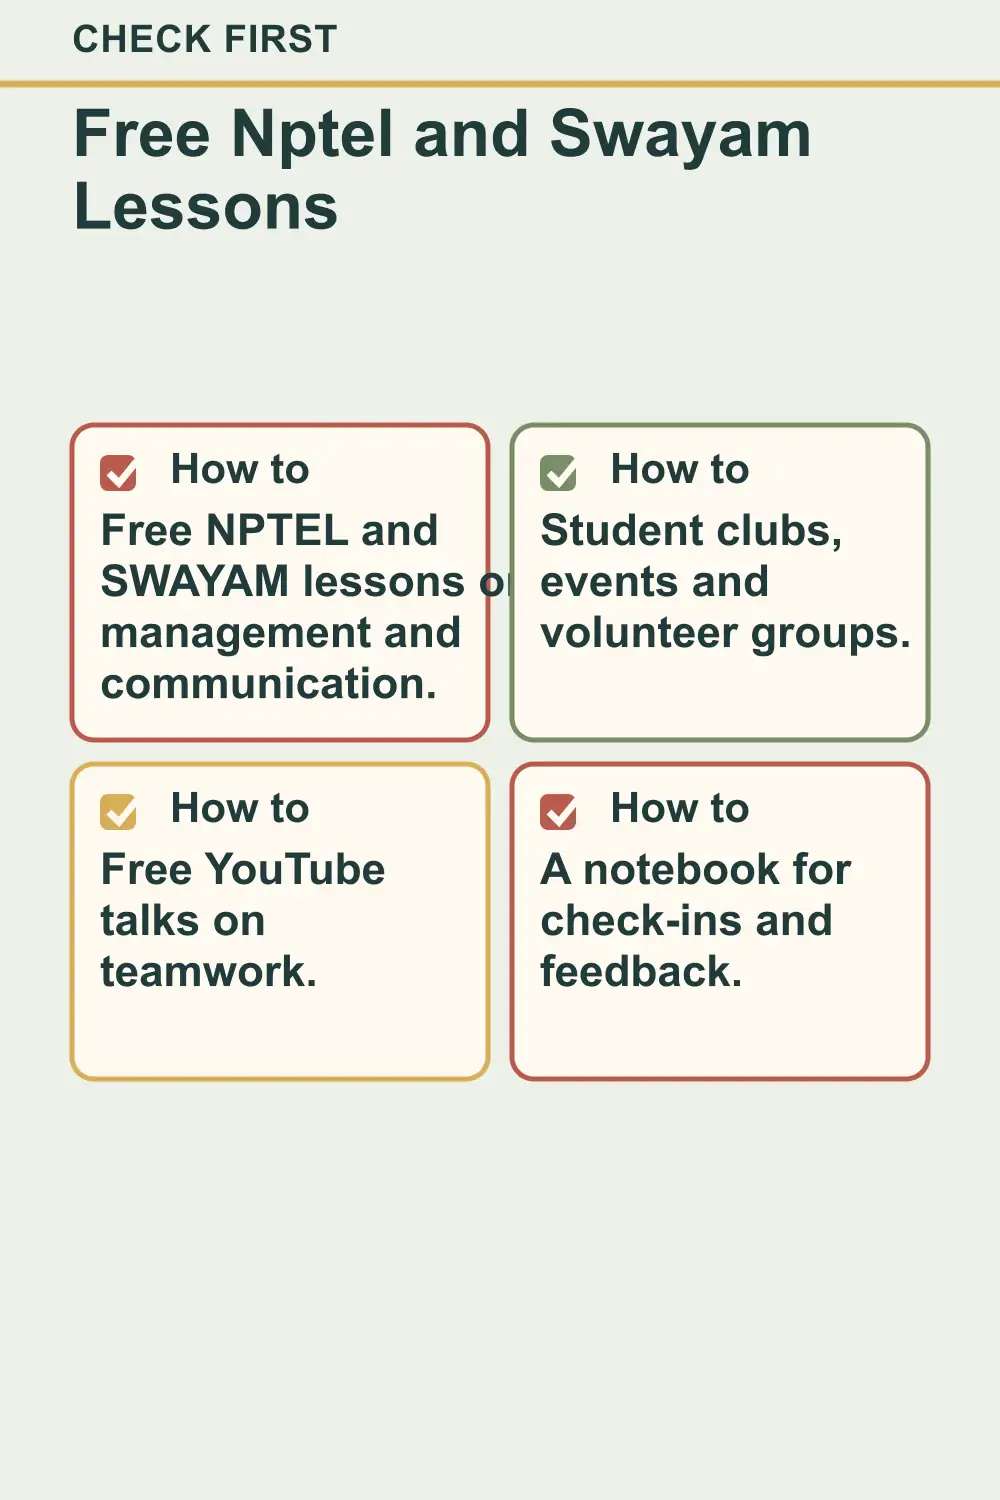 CHECK FIRST
Free Nptel and Swayam
Lessons
How to
Free NPTEL and
SWAYAM lessons
management and
communication.
How to
Student clubs,
events and
volunteer groups.
How to
Free YouTube
talks on
teamwork.
How to
A notebook for
check-ins and
feedback.